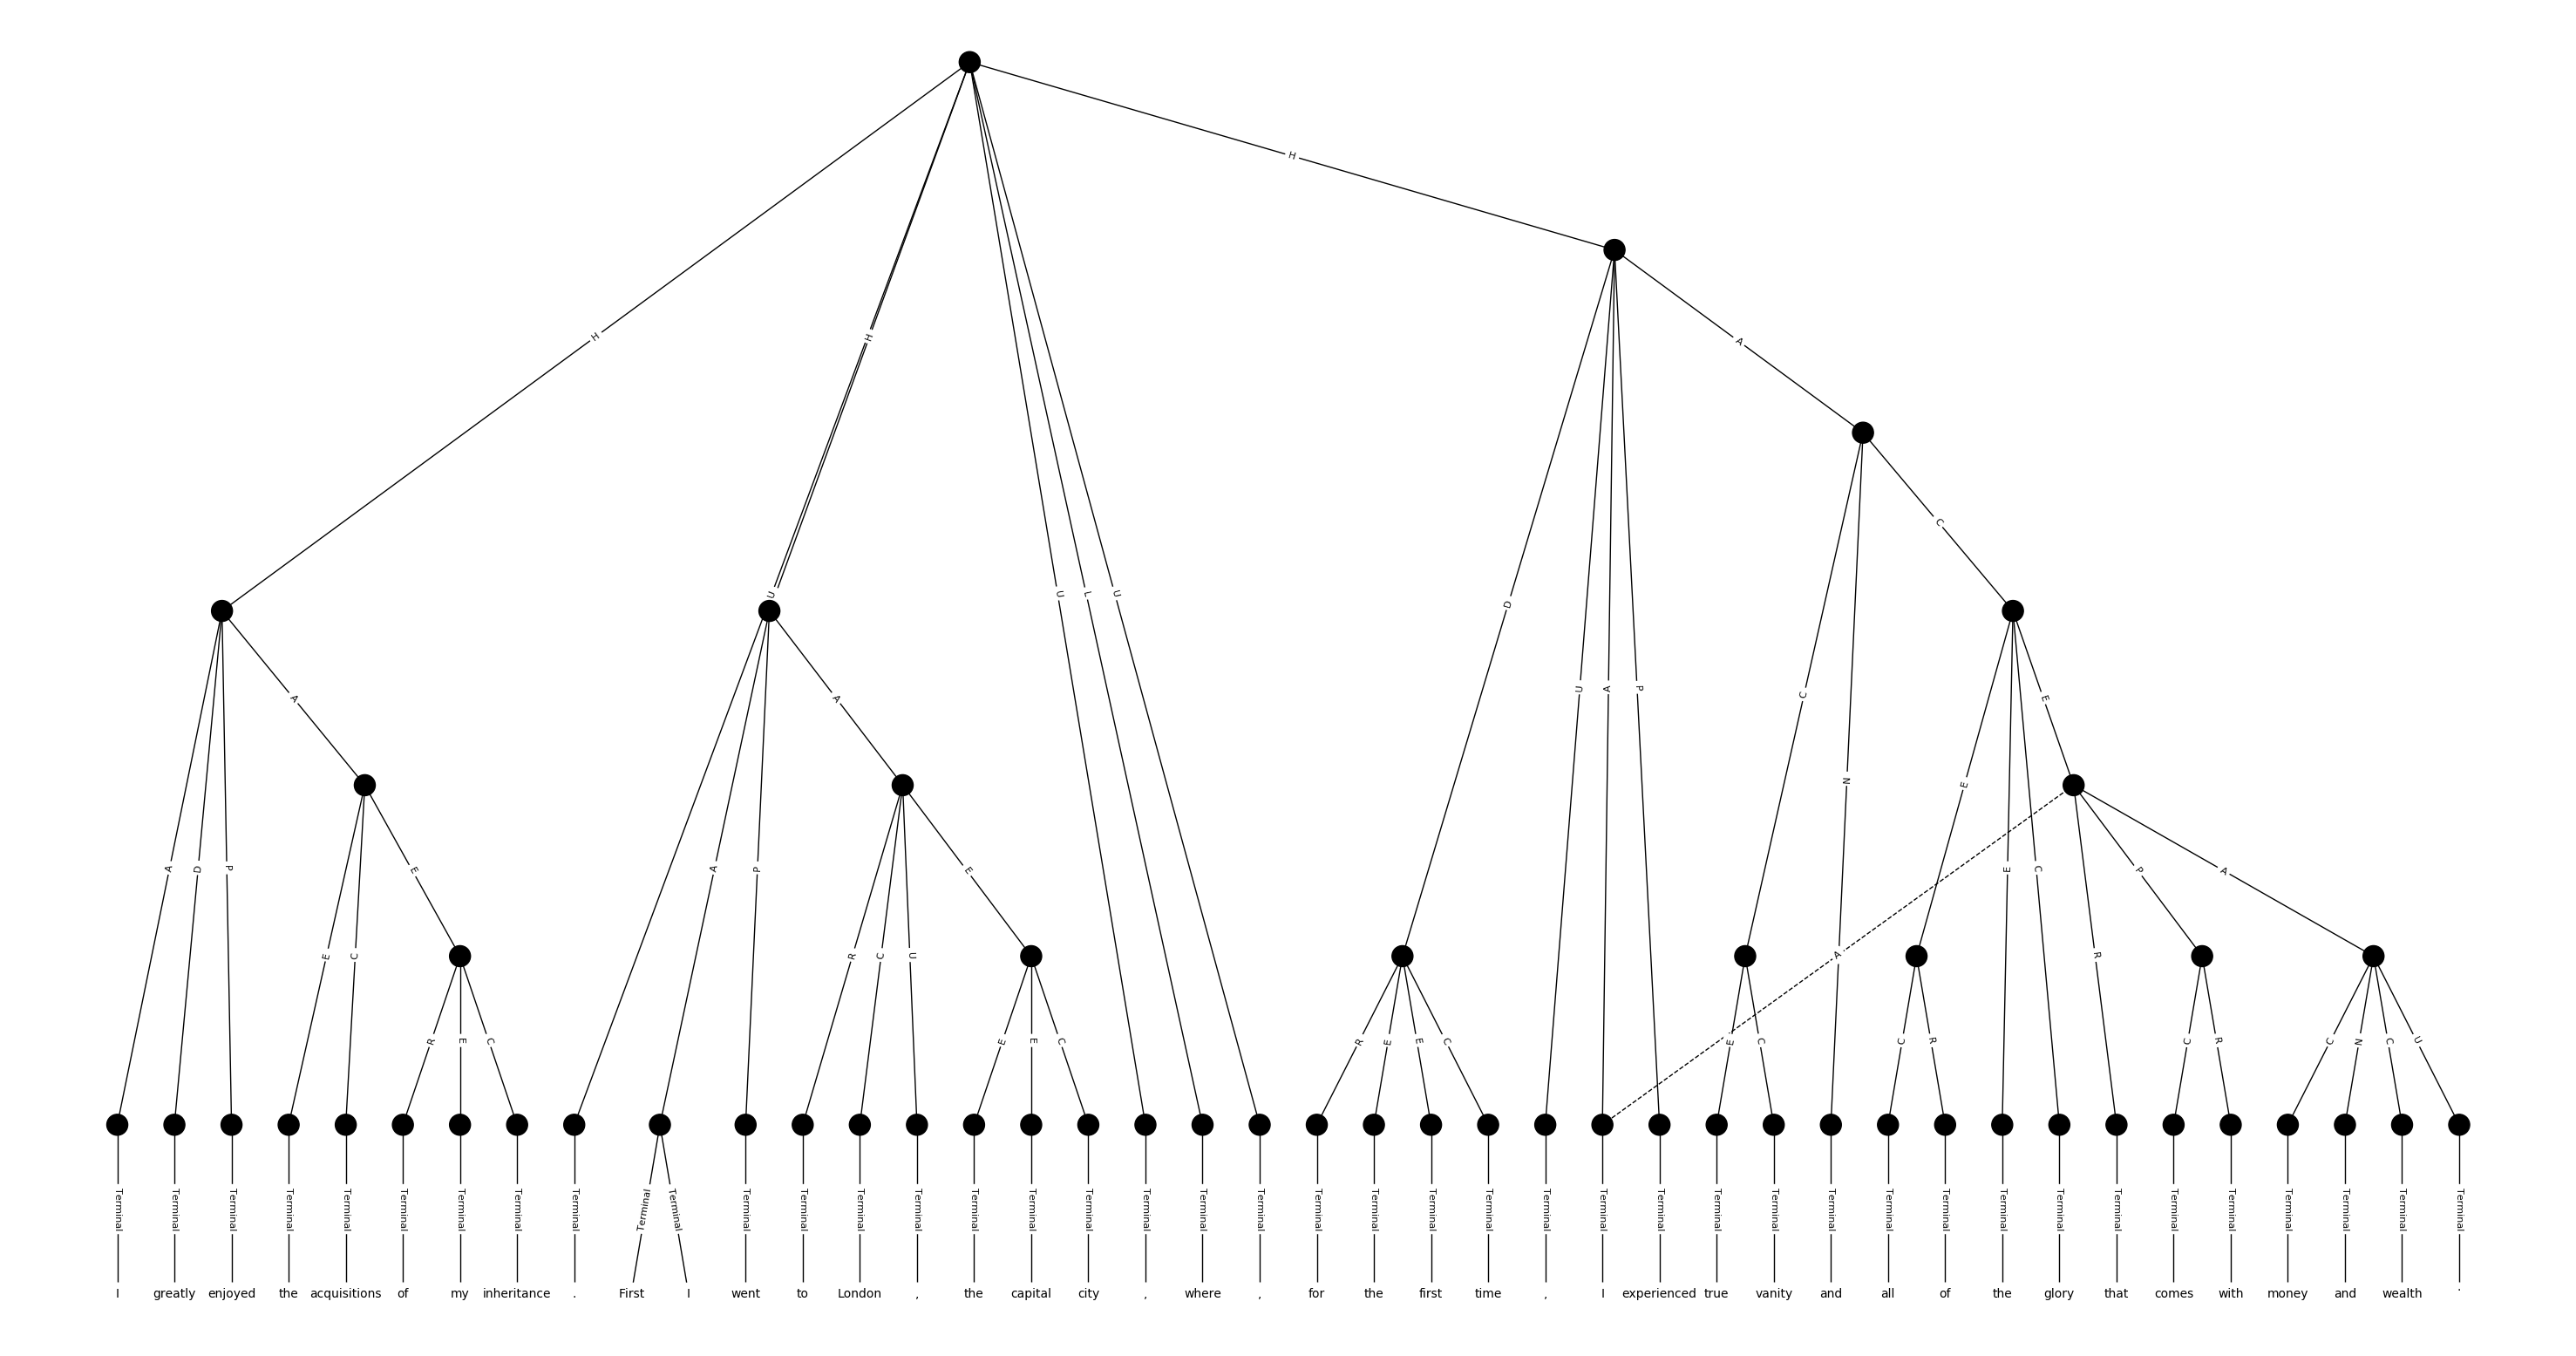 H
H
H
A
C
U
U
L
U
D
U
A
P
C
N
A
A
E
E
E
C
A
D
P
E
A
P
E
R
P
A
E
C
R
C
U
A
R
E
C
R
E
E
C
R
E
E
C
E
C
C
R
C
R
C
N
C
U
Terminal Terminal Terminal Terminal Terminal Terminal Terminal Terminal Terminal Terminal Terminal Terminal Terminal Terminal Terminal Terminal Terminal Terminal Terminal Terminal Terminal Terminal Terminal Terminal Terminal Terminal Terminal Terminal Terminal Terminal Terminal Terminal Terminal Terminal Terminal Terminal Terminal Terminal Terminal Terminal Terminal Terminal
I greatly enjoyed the acquisitions of my inheritance . First I went to London , the capital city , where , for the first time , I experienced true vanity and all of the glory that comes with money and wealth .